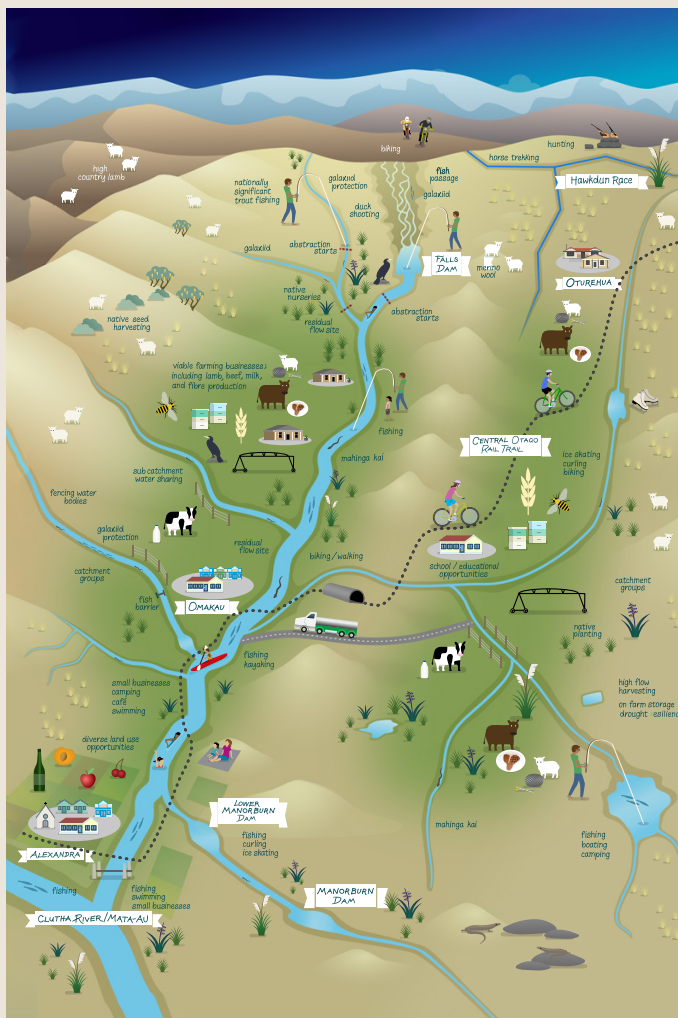 biking
hunting
horse trekking
Hawkdun Race
high
country lamb
nationally
significant
trout fishing
galaxiid
protection
fish
passage
galaxiid
duck
shooting
galaxiid
abstraction
starts
Falls
Dam
merino
wool
Oturehua
native
nurseries
abstraction
starts
residual
flow site
native seed
harvesting
viable farming businesses:
including lamb, beef, milk,
and fibre production
fishing
Central Otago
Rail Trail
mahinga kai
ice skating
curling
biking
sub catchment
water sharing
fencing water
bodies
galaxiid
protection
residual
flow site
biking/walking
school / educational
opportunities
catchment
groups
catchment
groups
fish
barrier
Omakau
native
planting
fishing
kayaking
small businesses
camping
café
swimming
high flow
harvesting
on farm storage
diverse land use
opportunities
Lower
Manorburn
Dam
fishing
curling
ice skating
mahinga kai
fishing
boating
camping
Alexandra
fishing
fishing
swimming
small businesses
Manorburn
Dam
Clutha River/Mata-Au